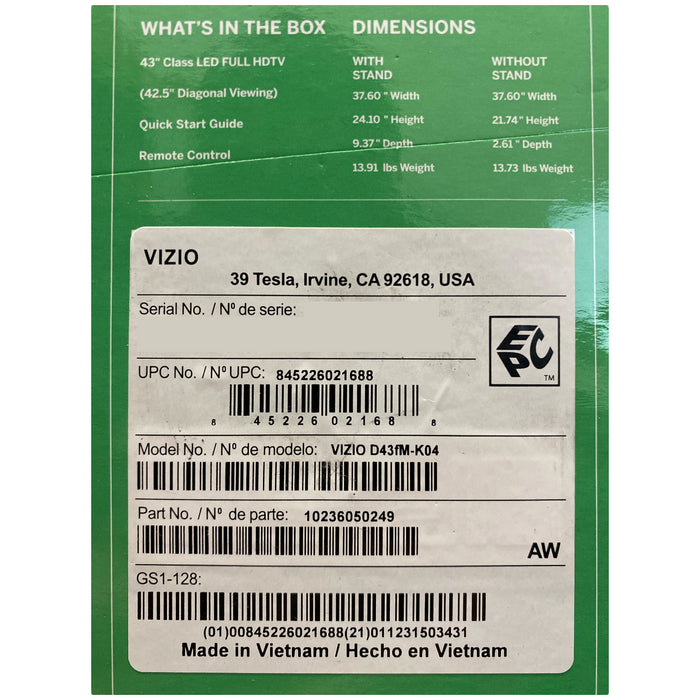 WHAT'S IN THE BOX
43" Class LED FULL HDTV
(42.5" Diagonal Viewing)
Quick Start Guide
Remote Control
DIMENSIONS
WITH
STAND
37.60 " Width
24.10 " Height
9.37" Depth
13.91 lbs Weight
WITHOUT
STAND
37.60" Width
21.74" Height
2.61 " Depth
13.73 lbs Weight
VIZIO
39 Tesla, Irvine, CA 92618, USA
Serial No. / Nº de serie:
EPC
TM
UPC No. / Nº UPC: 845226021688
8 45226 02168 8
Model No. / Nº de modelo: VIZIO D43fM-K04
Part No. / Nº de parte: 10236050249
AW
GS1-128:
(01)00845226021688(21)011231503431
Made in Vietnam / Hecho en Vietnam